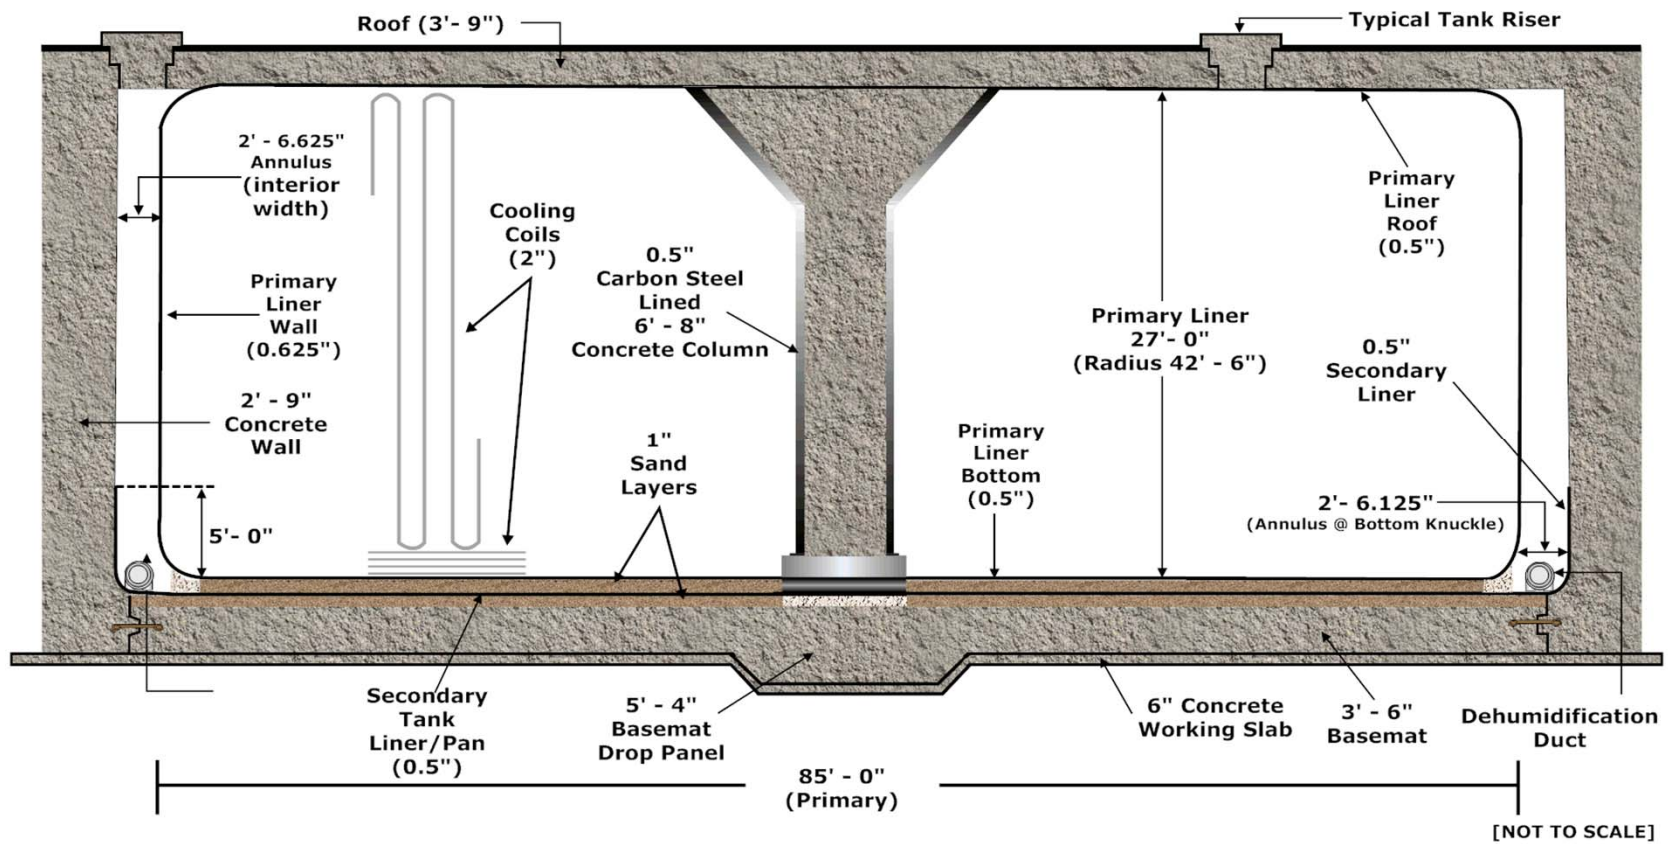 Roof (3'- 9")
Typical Tank Riser
2' - 6.625"
Annulus
(interior
width)
Primary
Liner
Wall
(0.625")
2' - 9"
Concrete
Wall
5'- 0"
Cooling
Coils
(2")
1"
Sand
Layers
0.5"
Carbon Steel
Lined
6' - 8"
Concrete Column
Primary
Liner
Bottom
(0.5")
Primary Liner
27'- 0"
(Radius 42' - 6")
Primary
Liner
Roof
(0.5")
0.5"
Secondary
Liner
2'- 6.125"
(Annulus @ Bottom Knuckle)
Secondary
Tank
Liner/Pan
(0.5")
5' - 4"
Basemat
Drop Panel
6" Concrete
Working Slab
3' - 6"
Basemat
Dehumidification
Duct
85' - 0"
(Primary)
[NOT TO SCALE]